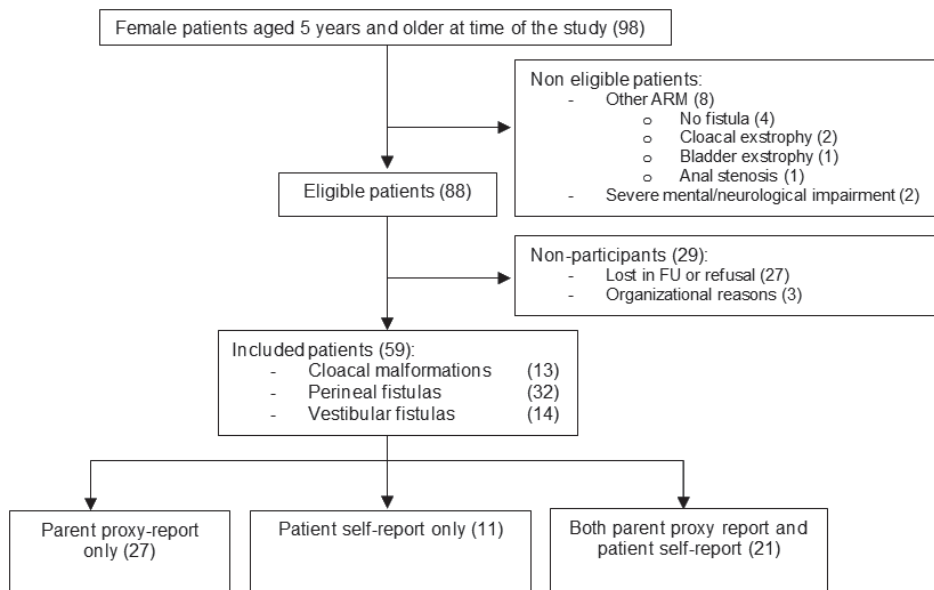 Female patients aged 5 years and older at time of the study (98)
Non eligible patients:
- Other ARM (8)
o No fistula (4)
o Cloacal exstrophy (2)
o Bladder exstrophy (1)
o Anal stenosis (1)
- Severe mental/neurological impairment (2)
Eligible patients (88)
Non-participants (29):
- Lost in FU or refusal (27)
- Organizational reasons (3)
Included patients (59):
- Cloacal malformations (13)
- Perineal fistulas (32)
- Vestibular fistulas (14)
Parent proxy-report
only (27)
Patient self-report only (11)
Both parent proxy report and
patient self-report (21)